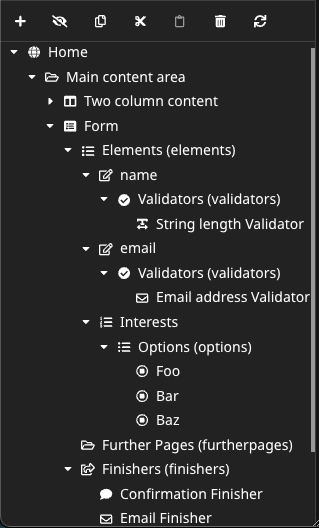 Home
Main content area
Two column content
Form
Elements (elements)
name
Validators (validators)
String length Validator
email
Validators (validators)
Email address Validator
Interests
Options (options)
Foo
Bar
Baz
Further Pages (furtherpages)
Finishers (finishers)
Confirmation Finisher
Email Finisher